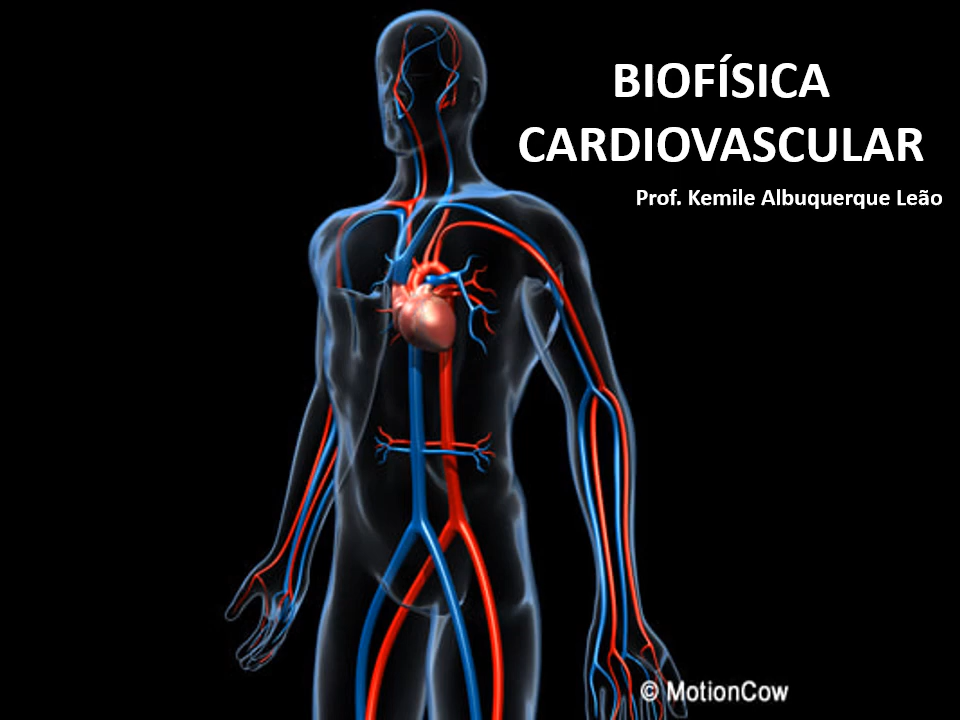 BIOFÍSICA
CARDIOVASCULAR
Prof. Kemile Albuquerque Leão
© MotionCow